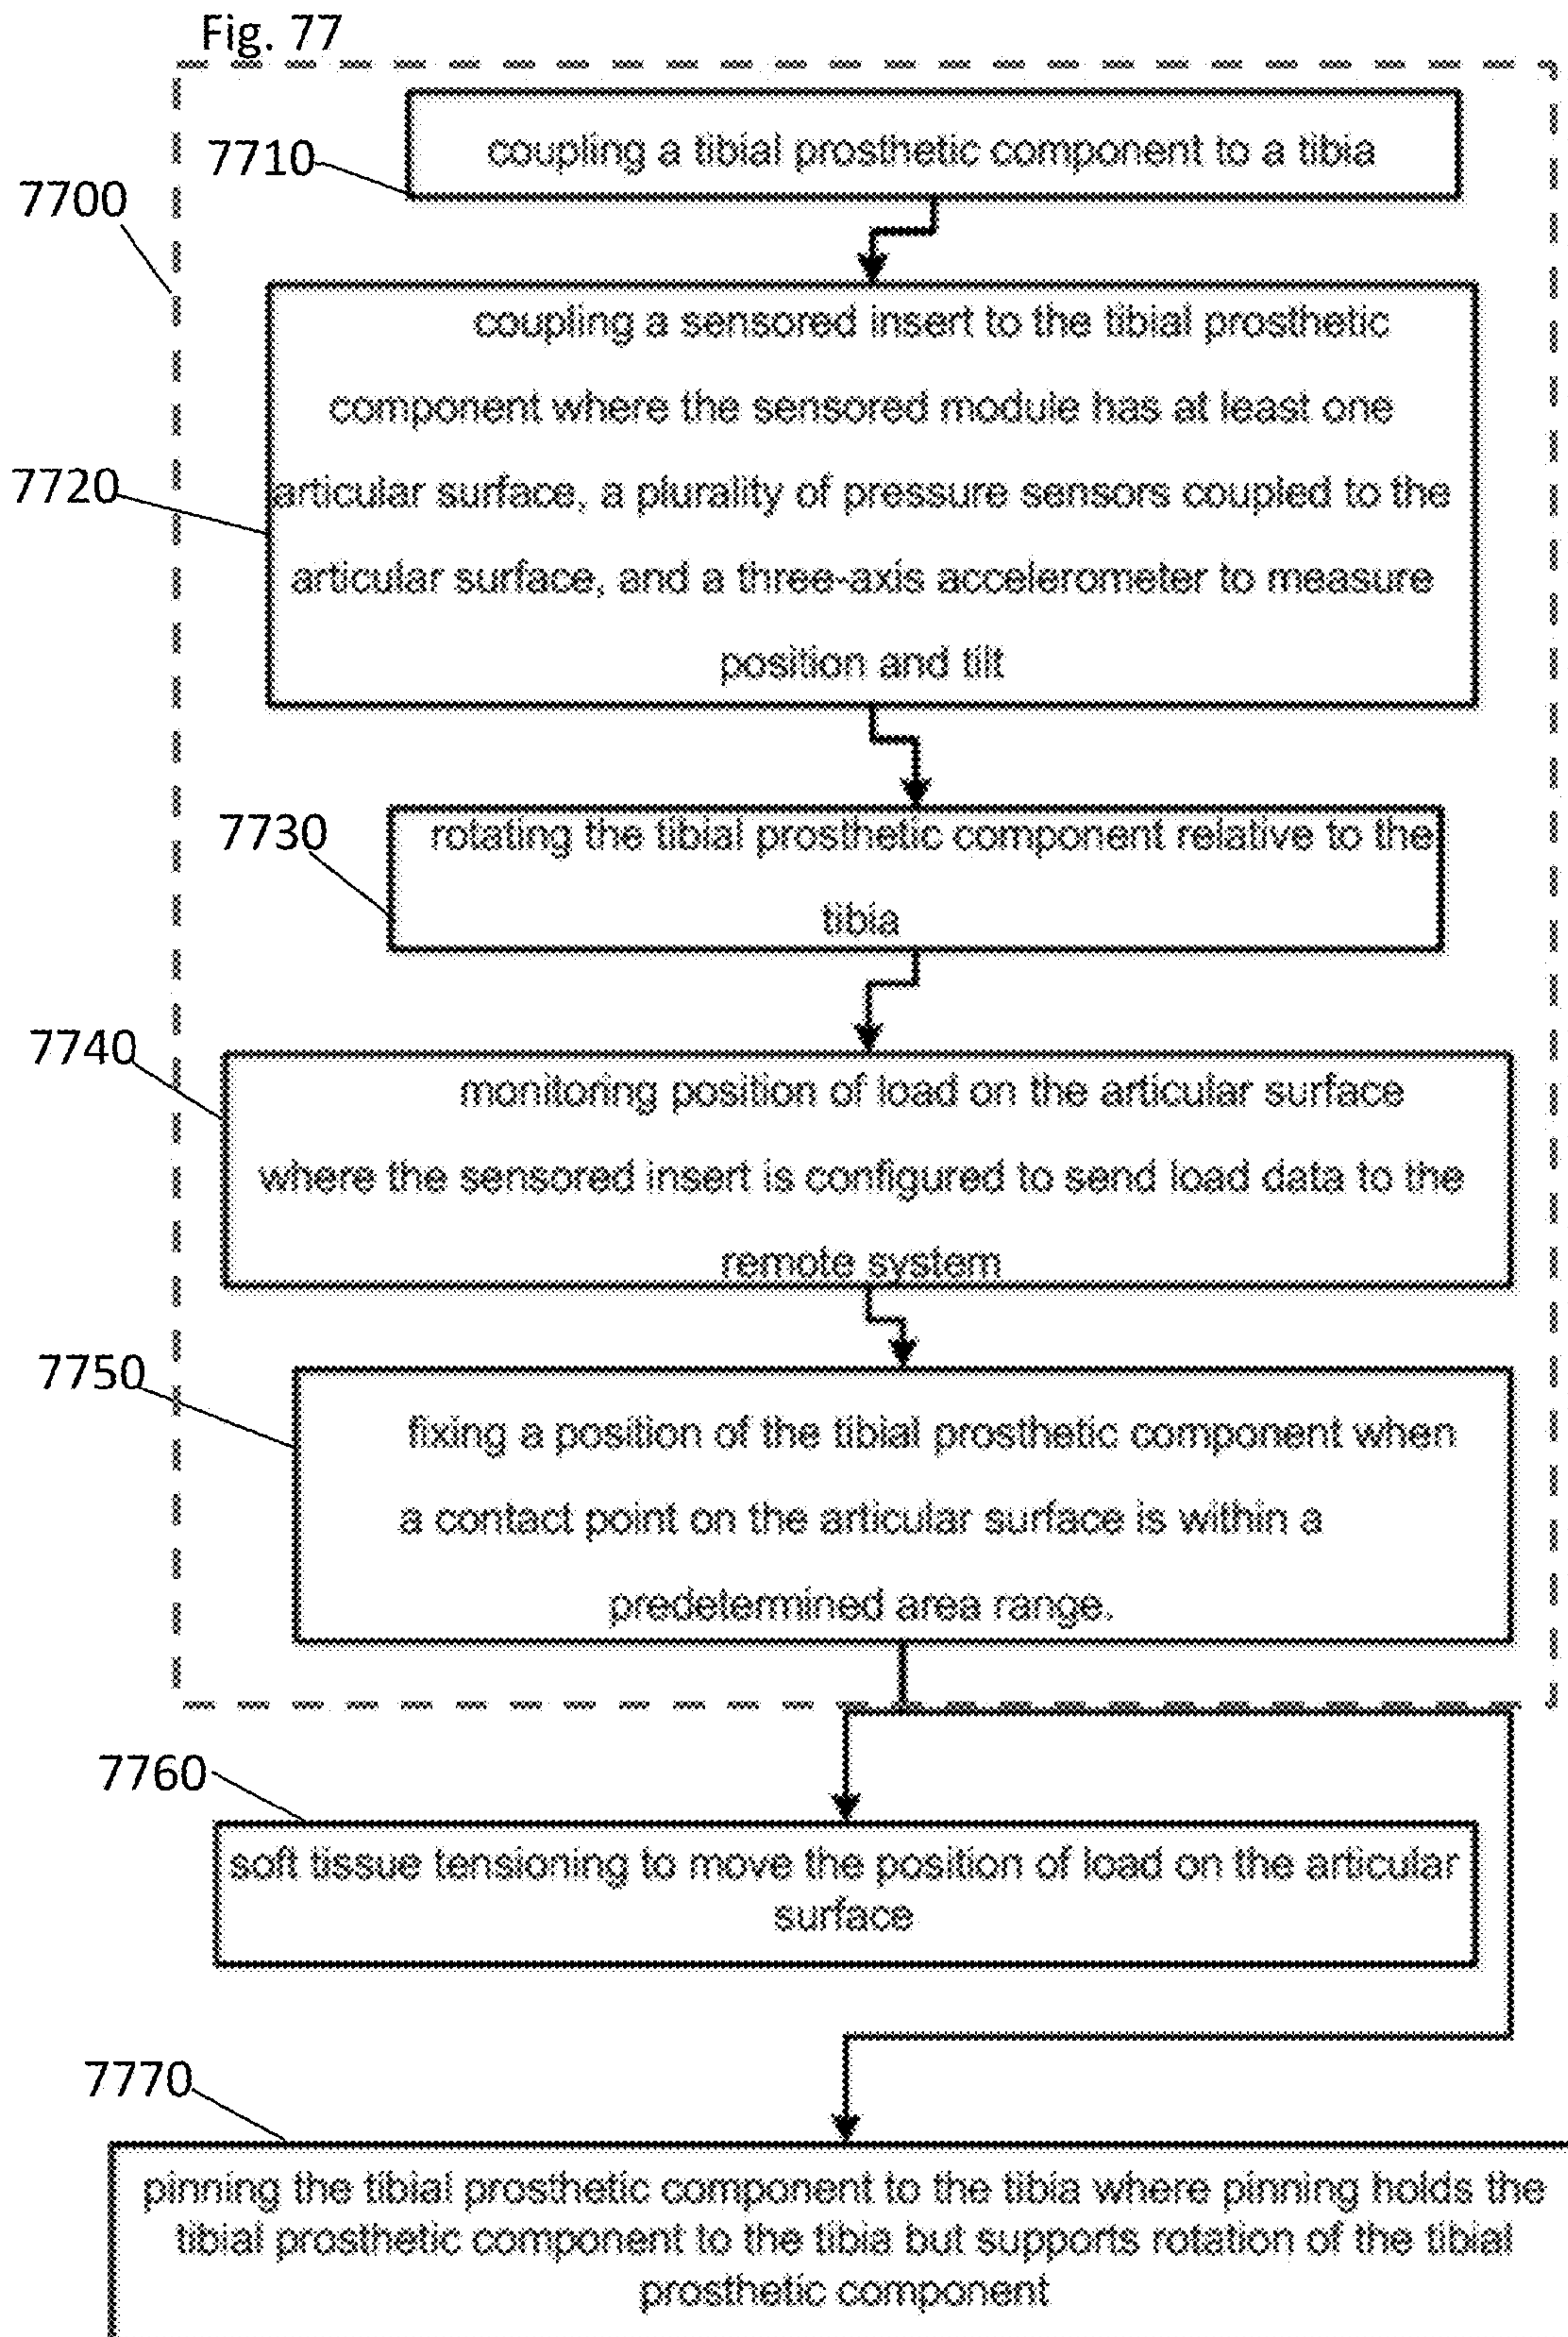 Fig. 77
7700
7710
coupling a tibial prosthetic component to a tibia
7720
coupling a sensored insert to the tibial prosthetic
component where the sensored module has at least one
articular surface, a plurality of pressure sensors coupled to the
articular surface, and a three-axis accelerometer to measure
position and tilt
7730
rotating the tibial prosthetic component relative to the
tibia
7740
monitoring position of load on the articular surface
where the sensored insert is configured to send load data to the
remote system
7750
fixing a position of the tibial prosthetic component when
a contact point on the articular surface is within a
predetermined area range.
7760
soft tissue tensioning to move the position of load on the articular
surface
7770
pinning the tibial prosthetic component to the tibia where pinning holds the
tibial prosthetic component to the tibia but supports rotation of the tibial
prosthetic component